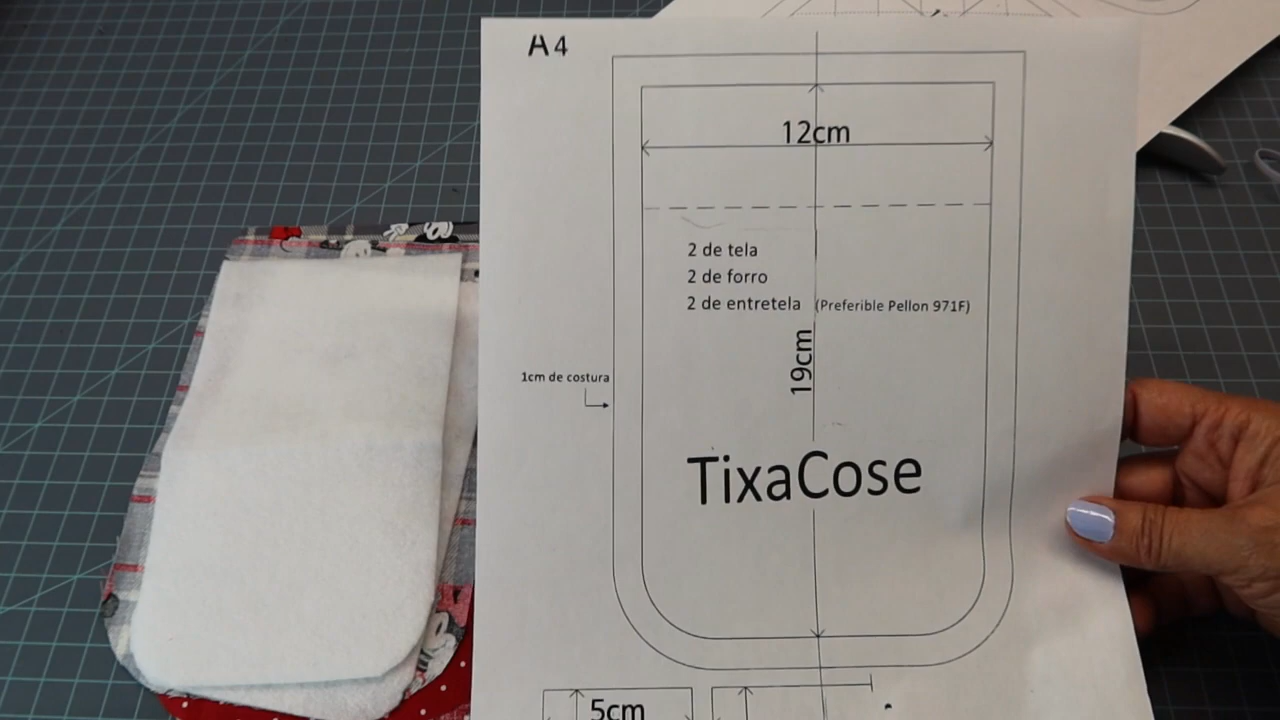 A4
12cm
2 de tela
2 de forro
2 de entretela (Preferible Pellon 971F)
19cm
1cm de costura
TixaCose
5cm